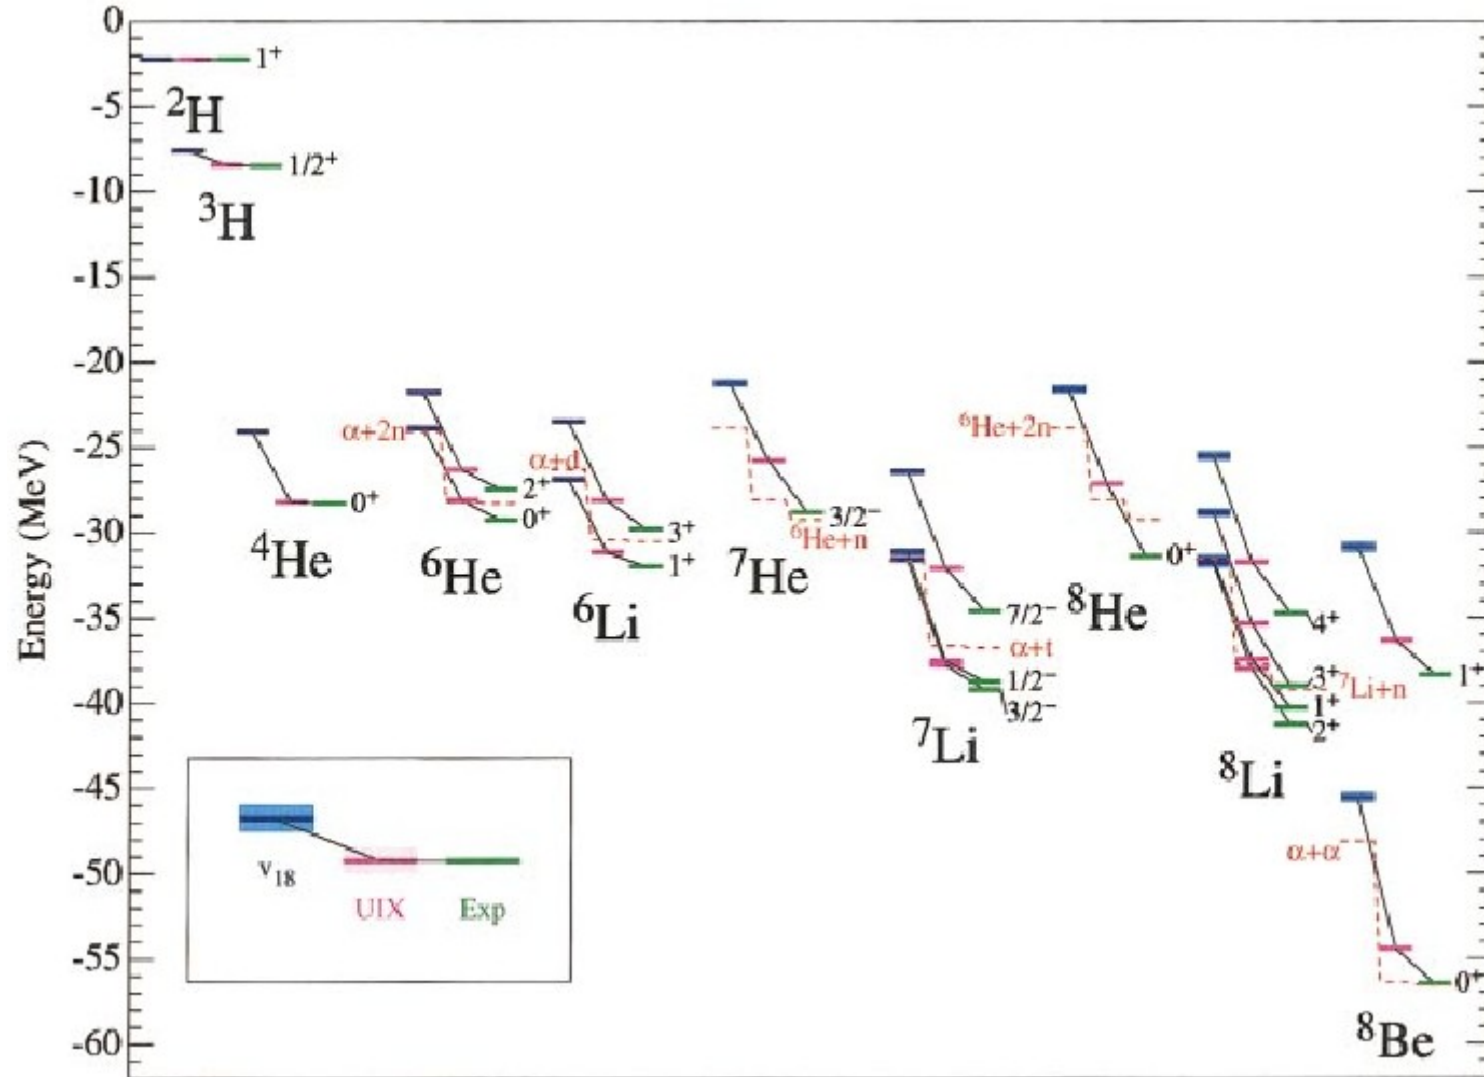 Energy (MeV)
0
-5
-10
-15
-20
-25
-30
-35
-40
-45
-50
-55
-60
1⁺
²H
1/2⁺
³H
0⁺
⁴He
α+2n
2⁺
0⁺
⁶He
α+d
3⁺
1⁺
⁶Li
3/2⁻
⁶He+n
⁷He
7/2⁻
α+t
1/2⁻
3/2⁻
⁷Li
⁶He+2n
0⁺
⁸He
4⁺
3⁺
⁷Li+n
1⁺
2⁺
⁸Li
1⁺
α+α
0⁺
⁸Be
v₁₈
UIX
Exp